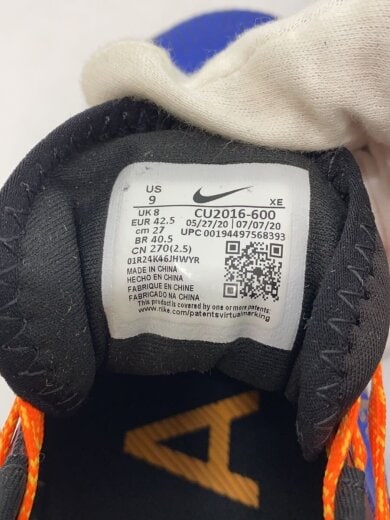 US
9
XE
UK 8
EUR 42.5
cm 27
BR 40.5
CN 270(2.5)
CU2016-600
05/27/20 | 07/07/20
UPC 00194497568393
01R24K46JHWYR
MADE IN CHINA
HECHO EN CHINA
FABRIQUE EN CHINE
FABRICADO NA CHINA
This product is covered by one or more patents:
www.nike.com/patentsvirtualmarking
A